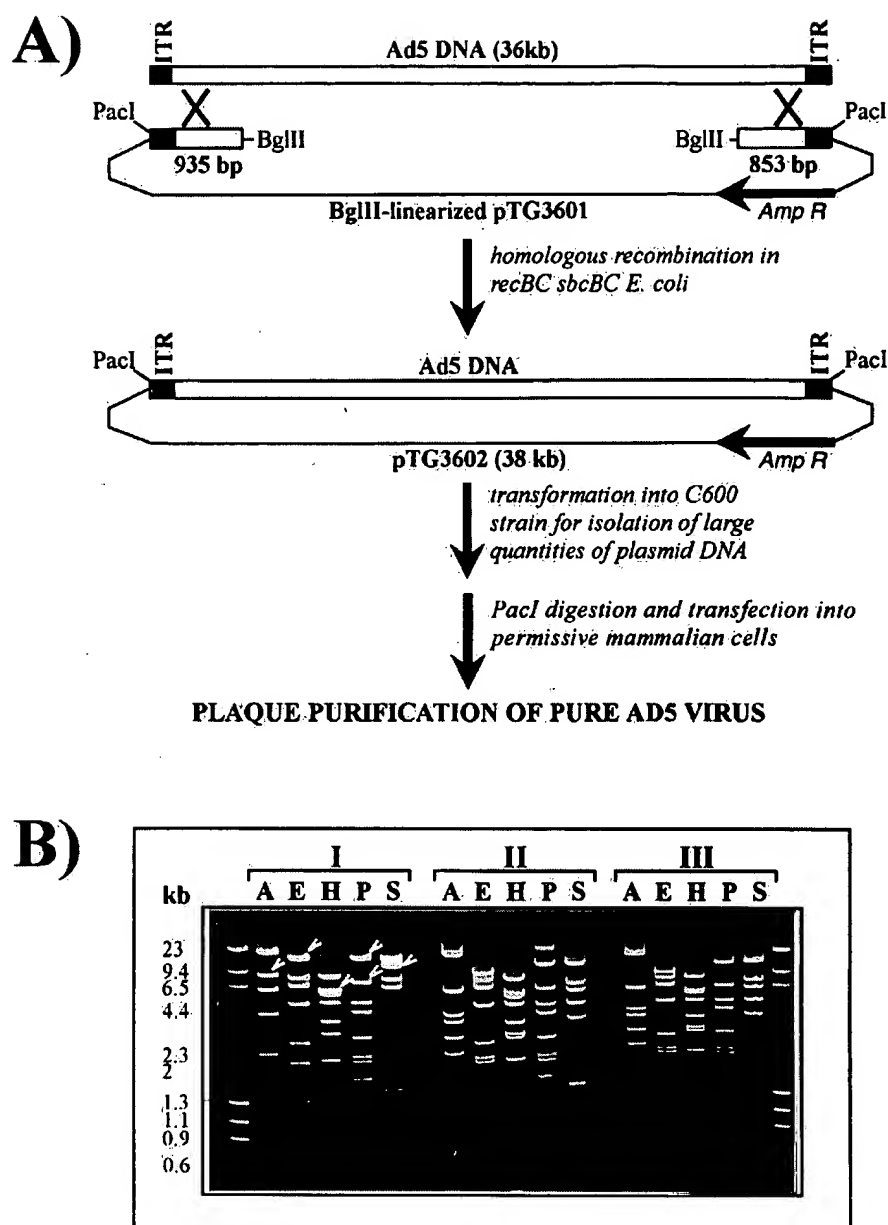 A)
ITR
ITR
Ad5 DNA (36kb)
PacI
PacI
BglII
BglII
935 bp
853 bp
BglII-linearized pTG3601
Amp R
homologous recombination in
recBC sbcBC E. coli
ITR
ITR
PacI
Ad5 DNA
PacI
pTG3602 (38 kb)
Amp R
transformation into C600
strain for isolation of large
quantities of plasmid DNA
PacI digestion and transfection into
permissive mammalian cells
PLAQUE PURIFICATION OF PURE AD5 VIRUS
B)
I II III
kb A E H P S A E H P S A E H P S
23
9.4
6.5
4.4
2.3
2
1.3
1.1
0.9
0.6